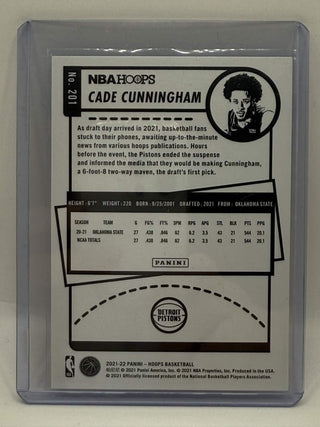 No. 201
NBA HOOPS
CADE CUNNINGHAM
As draft day arrived in 2021, basketball fans
stuck to their phones, awaiting up-to-the-minute
news from various hoops publications. Hours
before the event, the Pistons ended the suspense
and informed the media that they would be making Cunningham,
a 6-foot-8 two-way maven, the draft's first pick.
HEIGHT: 6'7" WEIGHT: 220 BORN: 9/25/2001 DRAFTED: 2021 FROM: OKLAHOMA STATE
SEASON TEAM G FG% FT% 3PM RPG APG STL BLK PTS PPG
20-21 OKLAHOMA STATE 27 .438 .846 62 6.2 3.5 43 21 544 20.1
NCAA TOTALS 27 .438 .846 62 6.2 3.5 43 21 544 20.1
PANINI
DETROIT
PISTONS
2021-22 PANINI - HOOPS BASKETBALL
© 2021 Panini America, Inc. © 2021 NBA Properties, Inc. Produced in the USA.
© 2021 Officially licensed product of the National Basketball Players Association.